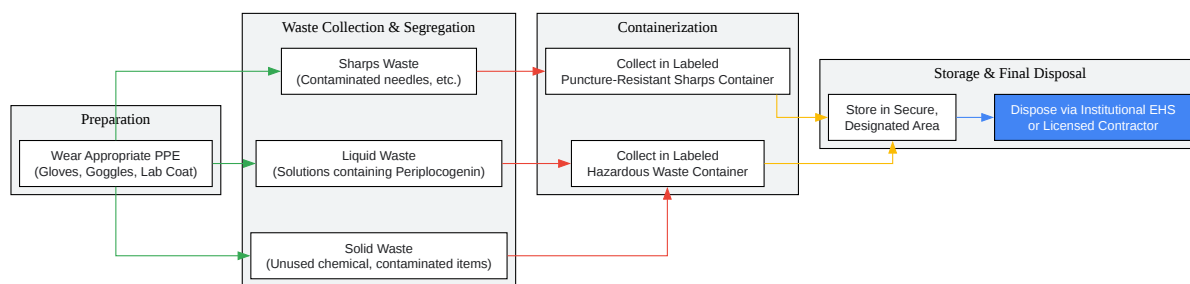 Preparation
Wear Appropriate PPE
(Gloves, Goggles, Lab Coat)
Waste Collection & Segregation
Sharps Waste
(Contaminated needles, etc.)
Liquid Waste
(Solutions containing Periplocogenin)
Solid Waste
(Unused chemical, contaminated items)
Containerization
Collect in Labeled
Puncture-Resistant Sharps Container
Collect in Labeled
Hazardous Waste Container
Storage & Final Disposal
Store in Secure,
Designated Area
Dispose via Institutional EHS
or Licensed Contractor